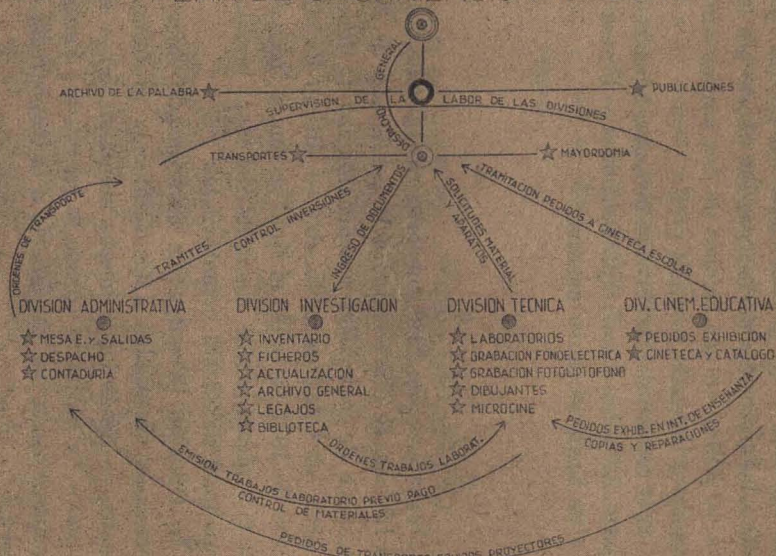 GENERAL
DESPACHO
ARCHIVO DE LA PALABRA
PUBLICACIONES
SUPERVISION DE LA LABOR DE LAS DIVISIONES
TRANSPORTES
MAYORDOMIA
ORDENES DE TRANSPORTE
TRAMITES CONTROL INVERSIONES
INGRESO DE DOCUMENTOS
SOLICITUDES MATERIAL
Y APARATOS
TRAMITACION PEDIDOS A CINETECA ESCOLAR
DIVISION ADMINISTRATIVA
MESA E. y SALIDAS
DESPACHO
CONTADURIA
DIVISION INVESTIGACION
INVENTARIO
FICHEROS
ACTUALIZACIÓN
ARCHIVO GENERAL
LEGAJOS
BIBLIOTECA
DIVISION TECNICA
LABORATORIOS
GRABACION FONOELECTRICA
GRABACION FOTOLIPTOFONO
DIBUJANTES
MICROCINE
DIV. CINEM. EDUCATIVA
PEDIDOS EXHIBICION
CINETECA y CATALOGO
ORDENES TRABAJOS LABORAT.
PEDIDOS EXHIB. EN INT. DE ENSEÑANZA
COPIAS Y REPARACIONES
EMISION TRABAJOS LABORATORIO PREVIO PAGO
CONTROL DE MATERIALES
PEDIDOS DE TRANSPORTE PROYECTORES